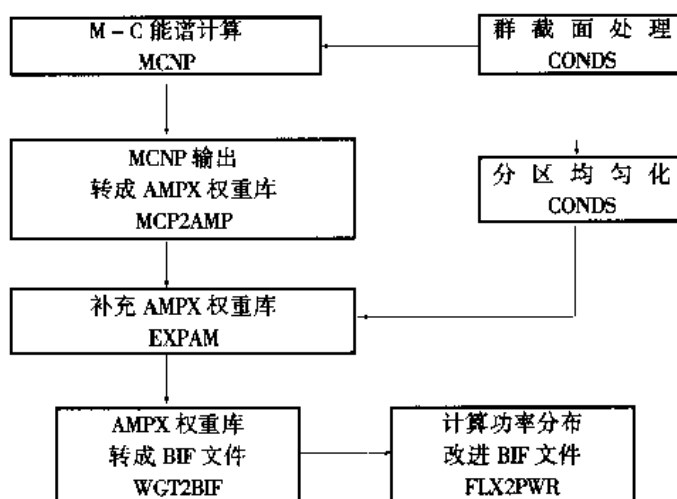 M－C 能谱计算
MCNP
群截面处理
CONDS
MCNP 输出
转成 AMPX 权重库
MCP2AMP
分区均匀化
CONDS
补充 AMPX 权重库
EXPAM
AMPX 权重库
转成 BIF 文件
WGT2BIF
计算功率分布
改进 BIF 文件
FLX2PWR